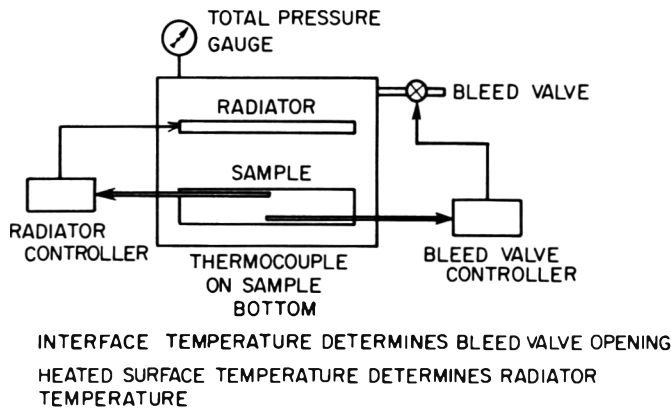 TOTAL PRESSURE
GAUGE
RADIATOR
BLEED VALVE
SAMPLE
RADIATOR
CONTROLLER
BLEED VALVE
CONTROLLER
THERMOCOUPLE
ON SAMPLE
BOTTOM
INTERFACE TEMPERATURE DETERMINES BLEED VALVE OPENING
HEATED SURFACE TEMPERATURE DETERMINES RADIATOR
TEMPERATURE